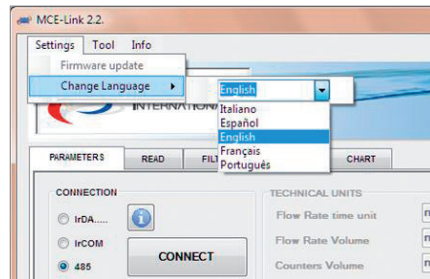 MCE-Link 2.2.
Settings Tool Info
Firmware update
Change Language English
INTERNATIONA
Italiano
Español
English
Français
Português
PARAMETERS READ FILT CHART
CONNECTION TECHNICAL UNITS
IrDA..... Flow Rate time unit
IrCOM CONNECT Flow Rate Volume
485 Counters Volume